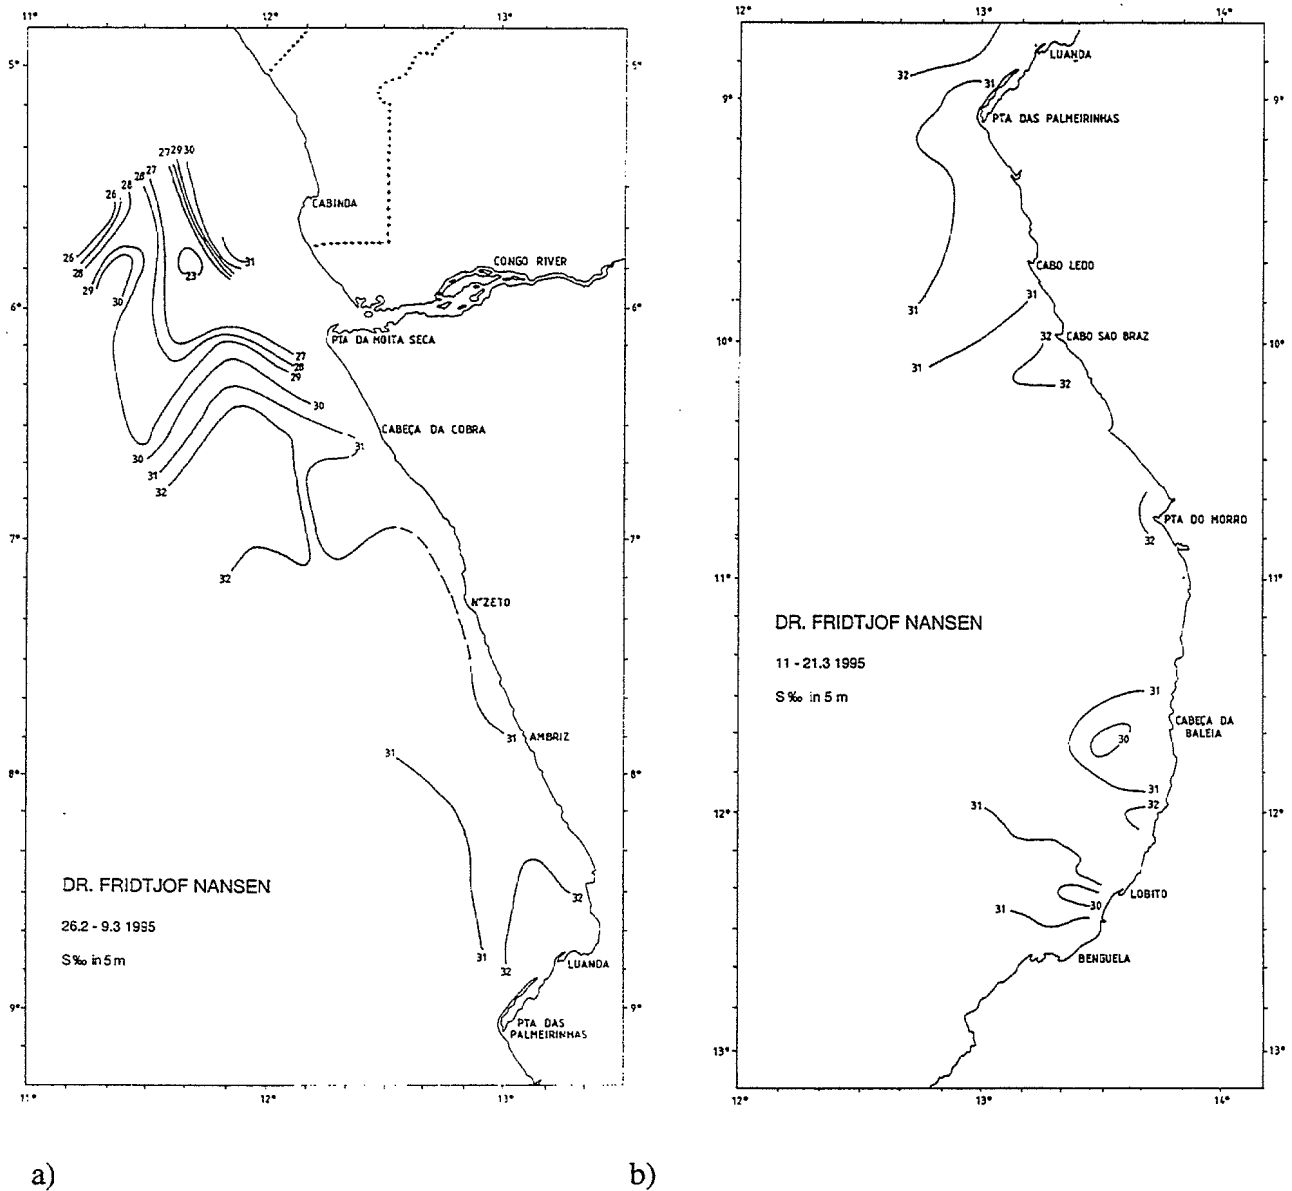 11° 12° 13°
5° 5°
27 29 30
28 27
28
26
CABINDA
26
28
29
30
23
31
CONGO RIVER
6° 6°
PTA DA MOITA SECA
27
28
29
30
CABEÇA DA COBRA
31
30
31
32
7° 7°
32
N'ZETO
31 AMBRIZ
31
8° 8°
DR. FRIDTJOF NANSEN
26.2 - 9.3 1995
S‰ in 5 m
32
31
32
LUANDA
9° 9°
PTA DAS
PALMEIRINHAS
11° 12° 13°
a)
12° 13° 14°
LUANDA
32
31
9° 9°
PTA DAS PALMEIRINHAS
CABO LEDO
31
31
32
CABO SAO BRAZ
10° 10°
31
32
PTA DO MORRO
32
11° 11°
DR. FRIDTJOF NANSEN
11 - 21.3 1995
S‰ in 5 m
31
CABEÇA DA
BALEIA
30
31
32
31
12° 12°
LOBITO
30
31
BENGUELA
13° 13°
12° 13° 14°
b)